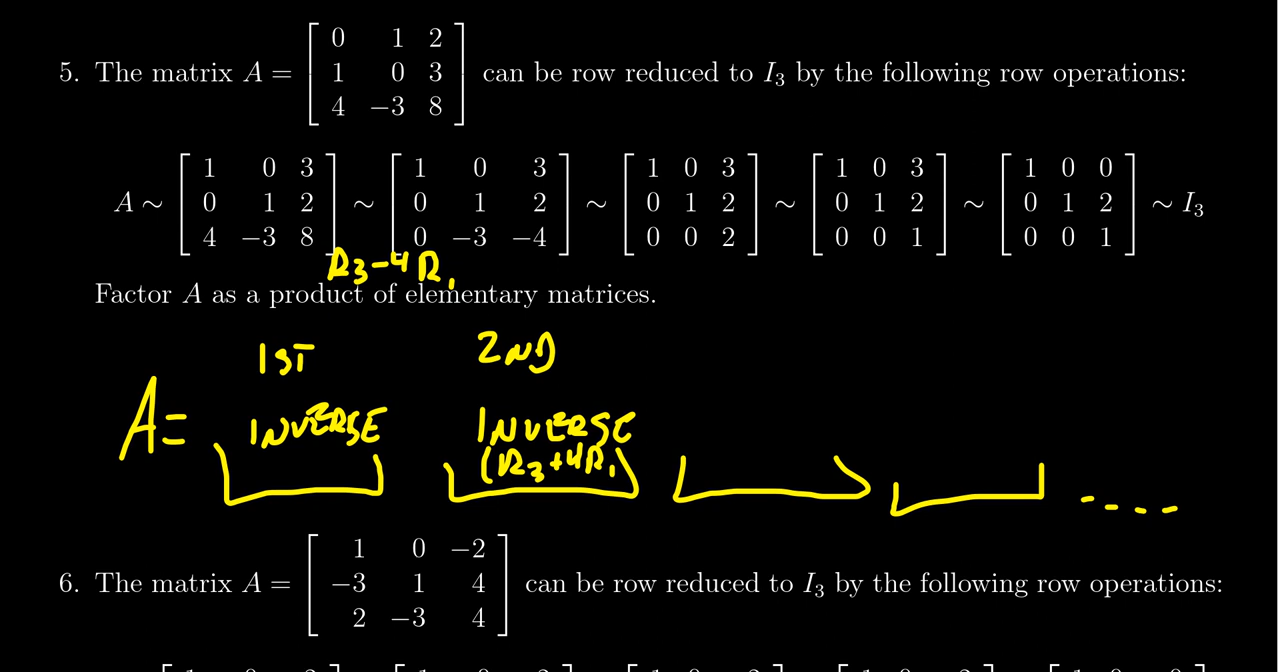 5. The matrix A = [ 0 1 2 ; 1 0 3 ; 4 −3 8 ] can be row reduced to I₃ by the following row operations:
A ∼ [ 1 0 3 ; 0 1 2 ; 4 −3 8 ] ∼ [ 1 0 3 ; 0 1 2 ; 0 −3 −4 ] ∼ [ 1 0 3 ; 0 1 2 ; 0 0 2 ] ∼ [ 1 0 3 ; 0 1 2 ; 0 0 1 ] ∼ [ 1 0 0 ; 0 1 2 ; 0 0 1 ] ∼ I₃
R₃−4R₁
Factor A as a product of elementary matrices.
1ST 2ND
A= INVERSE INVERSE
(R₃+4R₁
6. The matrix A = [ 1 0 −2 ; −3 1 4 ; 2 −3 4 ] can be row reduced to I₃ by the following row operations: